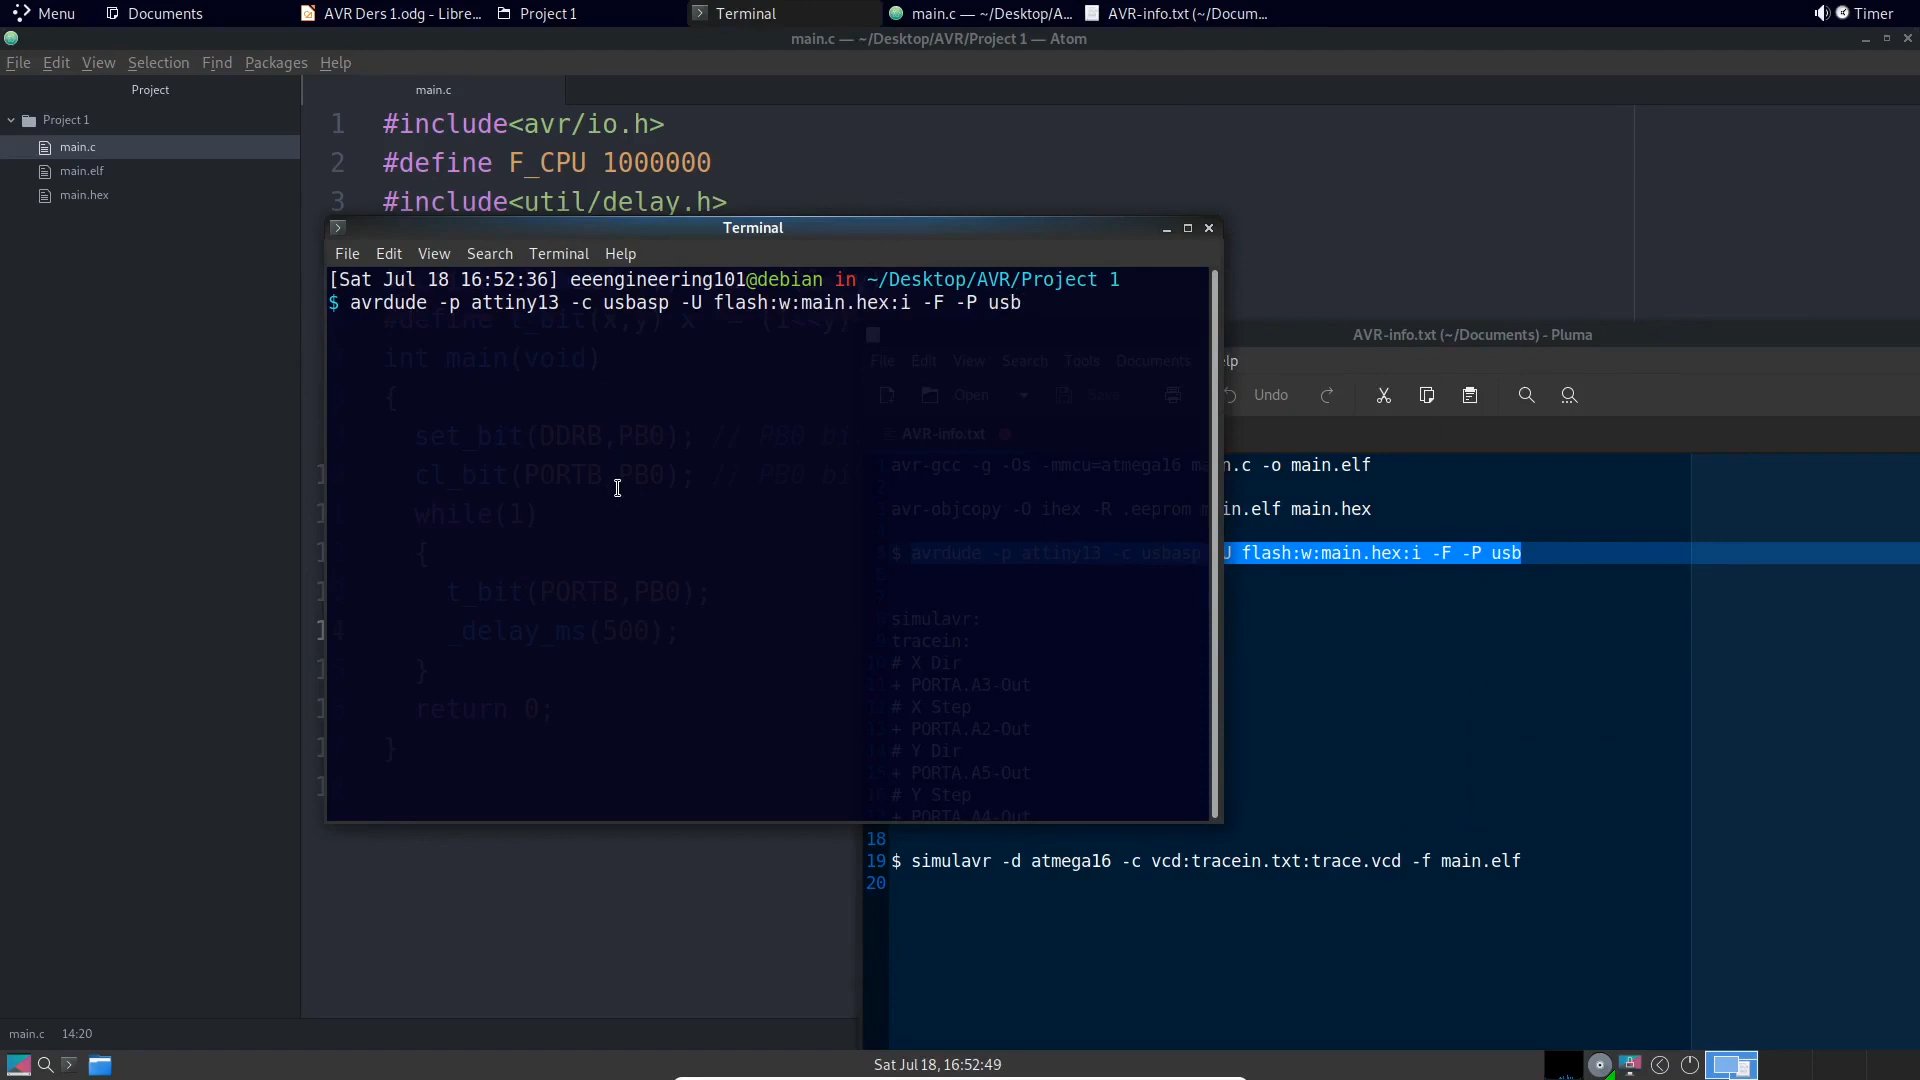 Menu Documents AVR Ders 1.odg - Libre... Project 1 Terminal main.c — ~/Desktop/A... AVR-info.txt (~/Docum... Timer
main.c — ~/Desktop/AVR/Project 1 — Atom
File Edit View Selection Find Packages Help
Project
main.c
Project 1
main.c
main.elf
main.hex
1 #include<avr/io.h>
2 #define F_CPU 1000000
3 #include<util/delay.h>
Terminal
File Edit View Search Terminal Help
[Sat Jul 18 16:52:36] eeengineering101@debian in ~/Desktop/AVR/Project 1
$ avrdude -p attiny13 -c usbasp -U flash:w:main.hex:i -F -P usb
#define t_bit(x,y) x^ = (1<<y)
int main(void)
{
set_bit(DDRB,PB0); // PB0 bi
cl_bit(PORTB,PB0); // PB0 bi
while(1)
{
t_bit(PORTB,PB0);
_delay_ms(500);
}
return 0;
}
AVR-info.txt (~/Documents) - Pluma
File Edit View Search Tools Documents
lp
Open Save Undo
AVR-info.txt
avr-gcc -g -Os -mmcu=atmega16 m n.c -o main.elf
avr-objcopy -O ihex -R .eeprom m in.elf main.hex
$ avrdude -p attiny13 -c usbasp U flash:w:main.hex:i -F -P usb
simulavr:
tracein:
# X Dir
+ PORTA.A3-Out
# X Step
+ PORTA.A2-Out
# Y Dir
+ PORTA.A5-Out
# Y Step
+ PORTA.A4-Out
18
19 $ simulavr -d atmega16 -c vcd:tracein.txt:trace.vcd -f main.elf
20
main.c 14:20
Sat Jul 18, 16:52:49